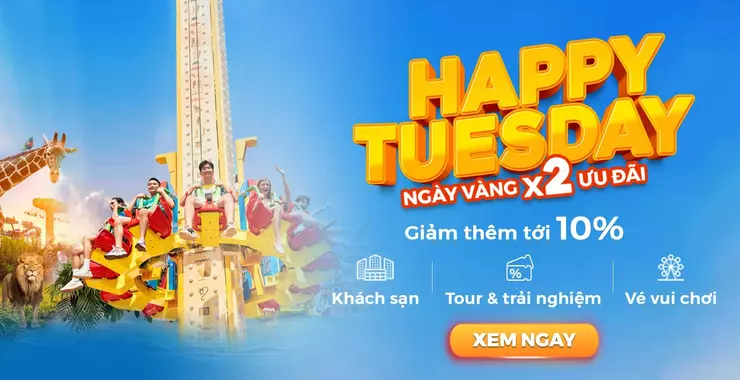 HAPPY
TUESDAY
NGÀY VÀNG X2 ƯU ĐÃI
Giảm thêm tới 10%
Khách sạn
Tour & trải nghiệm
Vé vui chơi
XEM NGAY